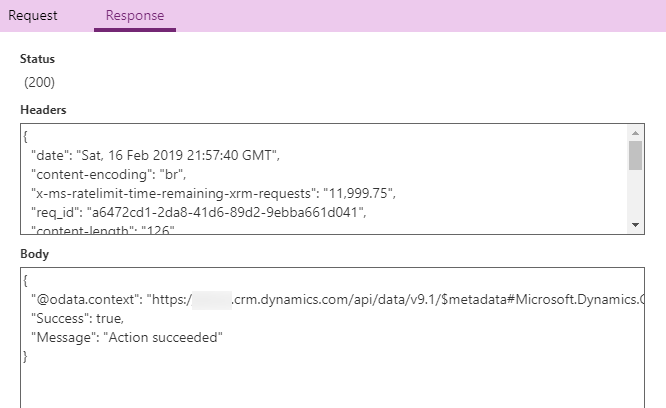 Request Response
Status
(200)
Headers
{
"date": "Sat, 16 Feb 2019 21:57:40 GMT",
"content-encoding": "br",
"x-ms-ratelimit-time-remaining-xrm-requests": "11,999.75",
"req_id": "a6472cd1-2da8-41d6-89d2-9ebba661d041",
"content-length": "126"
Body
{
"@odata.context": "https:/ .crm.dynamics.com/api/data/v9.1/$metadata#Microsoft.Dynamics.C
"Success": true,
"Message": "Action succeeded"
}